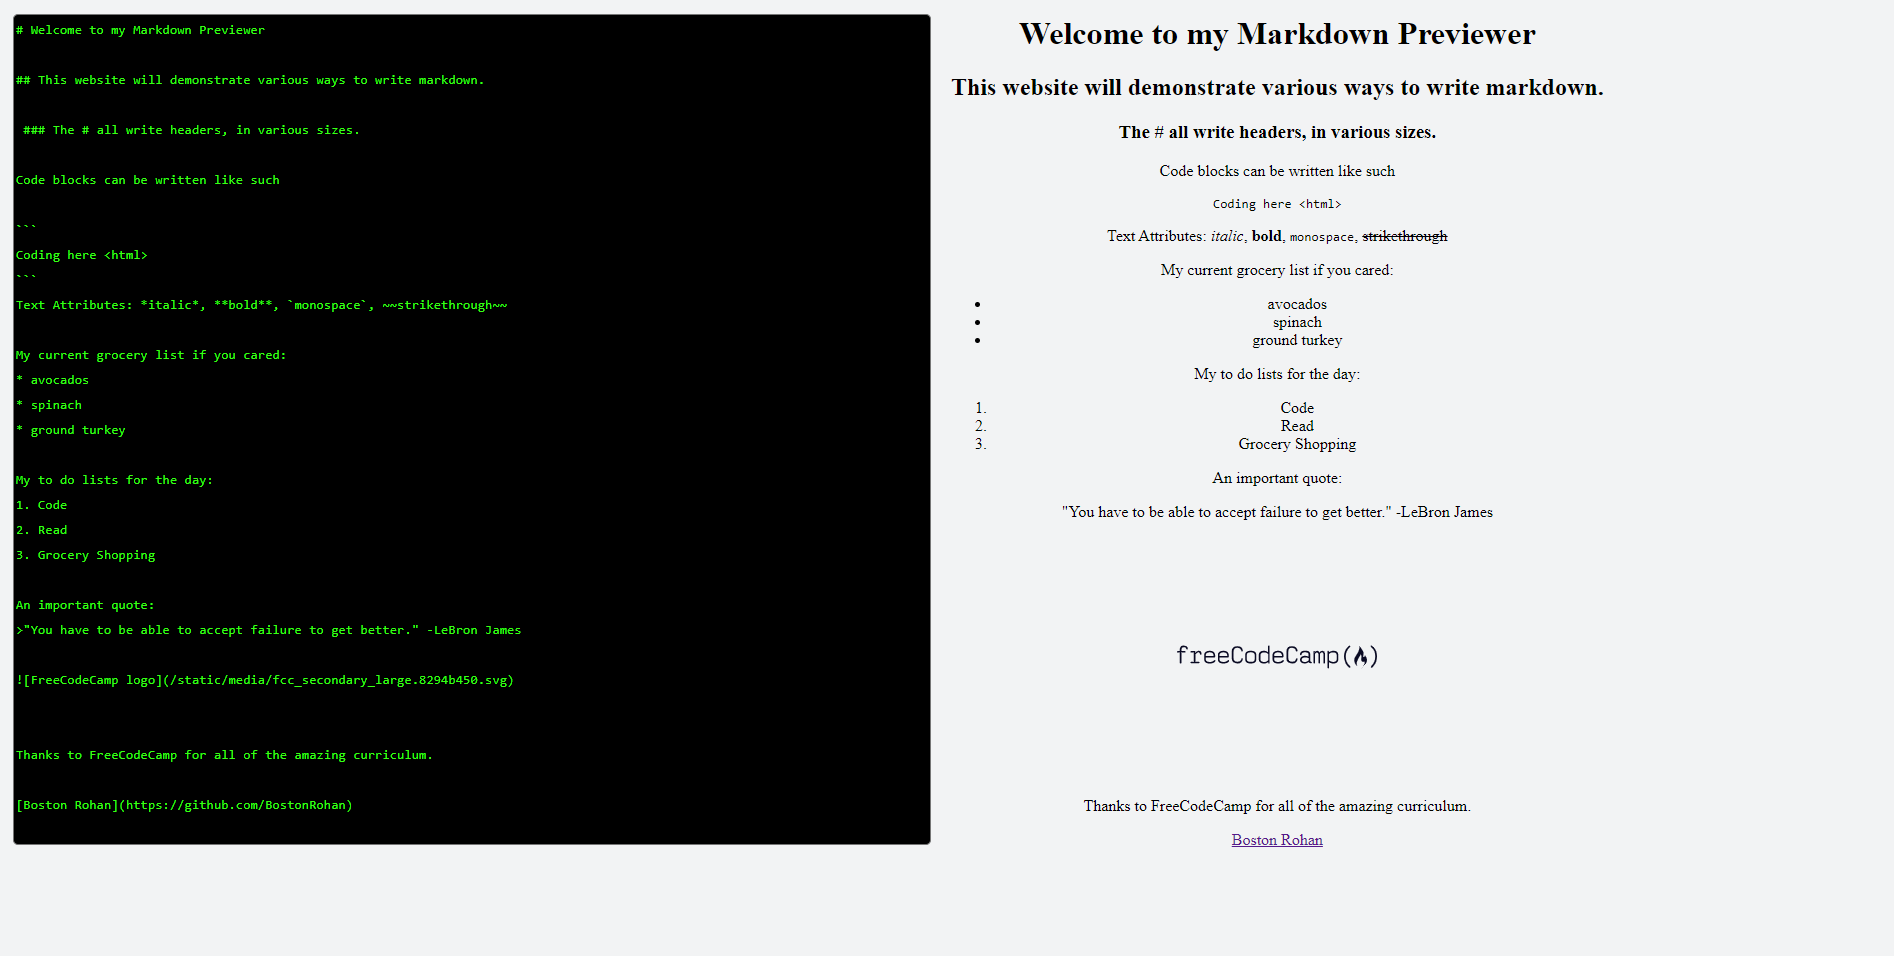 # Welcome to my Markdown Previewer
## This website will demonstrate various ways to write markdown.
### The # all write headers, in various sizes.
Code blocks can be written like such
```
Coding here <html>
```
Text Attributes: *italic*, **bold**, `monospace`, ~~strikethrough~~
My current grocery list if you cared:
* avocados
* spinach
* ground turkey
My to do lists for the day:
1. Code
2. Read
3. Grocery Shopping
An important quote:
>"You have to be able to accept failure to get better." -LeBron James
![FreeCodeCamp logo](/static/media/fcc_secondary_large.8294b450.svg)
Thanks to FreeCodeCamp for all of the amazing curriculum.
[Boston Rohan](https://github.com/BostonRohan)
Welcome to my Markdown Previewer
This website will demonstrate various ways to write markdown.
The # all write headers, in various sizes.
Code blocks can be written like such
Coding here <html>
Text Attributes: italic, bold, monospace, strikethrough
My current grocery list if you cared:
• avocados
• spinach
• ground turkey
My to do lists for the day:
1. Code
2. Read
3. Grocery Shopping
An important quote:
"You have to be able to accept failure to get better." -LeBron James
freeCodeCamp(🔥)
Thanks to FreeCodeCamp for all of the amazing curriculum.
Boston Rohan